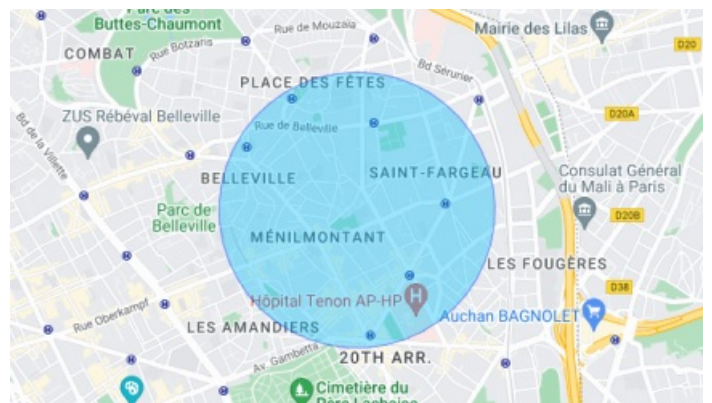 Parc des
Buttes-Chaumont
Rue de Mouzaïa
Mairie des Lilas
D20
COMBAT
Rue Botzaris
Bd Sérurier
PLACE DES FÊTES
ZUS Rébéval Belleville
D20A
Rue de Belleville
Bd de la Villette
BELLEVILLE
SAINT-FARGEAU
Consulat Général
du Mali à Paris
Parc de
Belleville
D20B
MÉNILMONTANT
LES FOUGÈRES
D38
Hôpital Tenon AP-HP
Rue Oberkampf
Auchan BAGNOLET
LES AMANDIERS
Av. Gambetta
20TH ARR.
Cimetière du
Père Lachaise